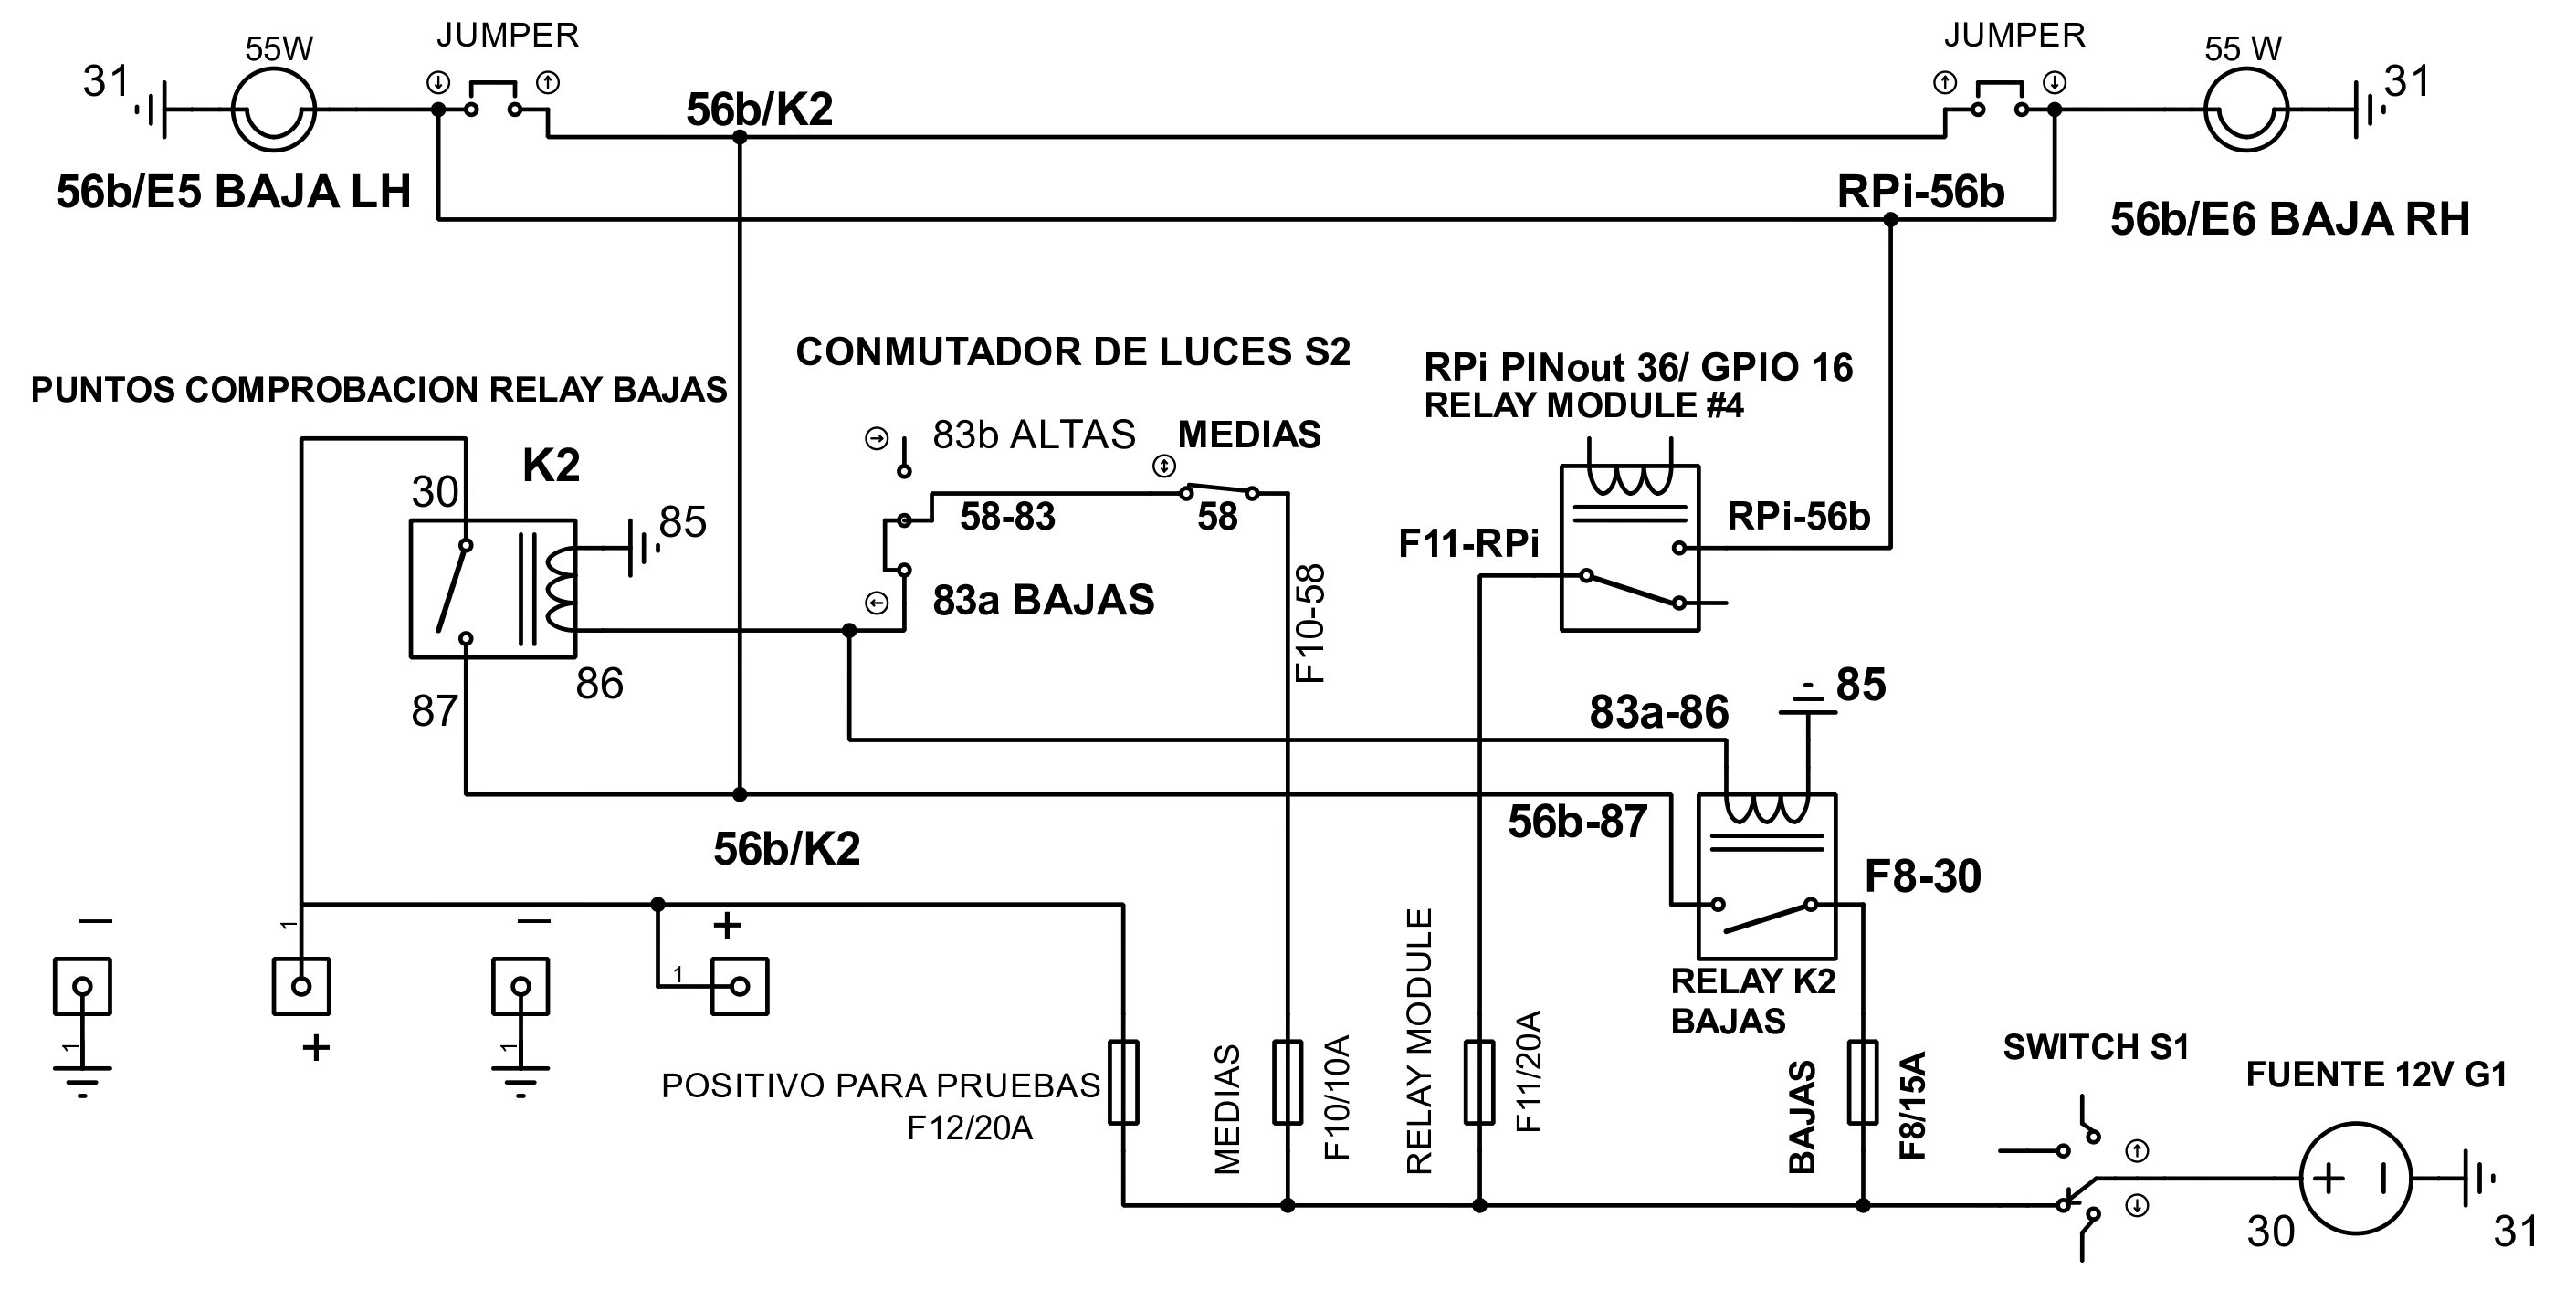 55W
JUMPER
JUMPER
55 W
31
31
56b/K2
56b/E5 BAJA LH
RPi-56b
56b/E6 BAJA RH
CONMUTADOR DE LUCES S2
PUNTOS COMPROBACION RELAY BAJAS
RPi PINout 36/ GPIO 16
RELAY MODULE #4
83b ALTAS
MEDIAS
K2
30
85
58-83
58
RPi-56b
F11-RPi
83a BAJAS
F10-58
86
87
83a-86
85
56b-87
56b/K2
F8-30
–
1
–
+
1
+
1
1
RELAY K2
BAJAS
POSITIVO PARA PRUEBAS
F12/20A
MEDIAS
F10/10A
RELAY MODULE
F11/20A
BAJAS
F8/15A
SWITCH S1
FUENTE 12V G1
30
31